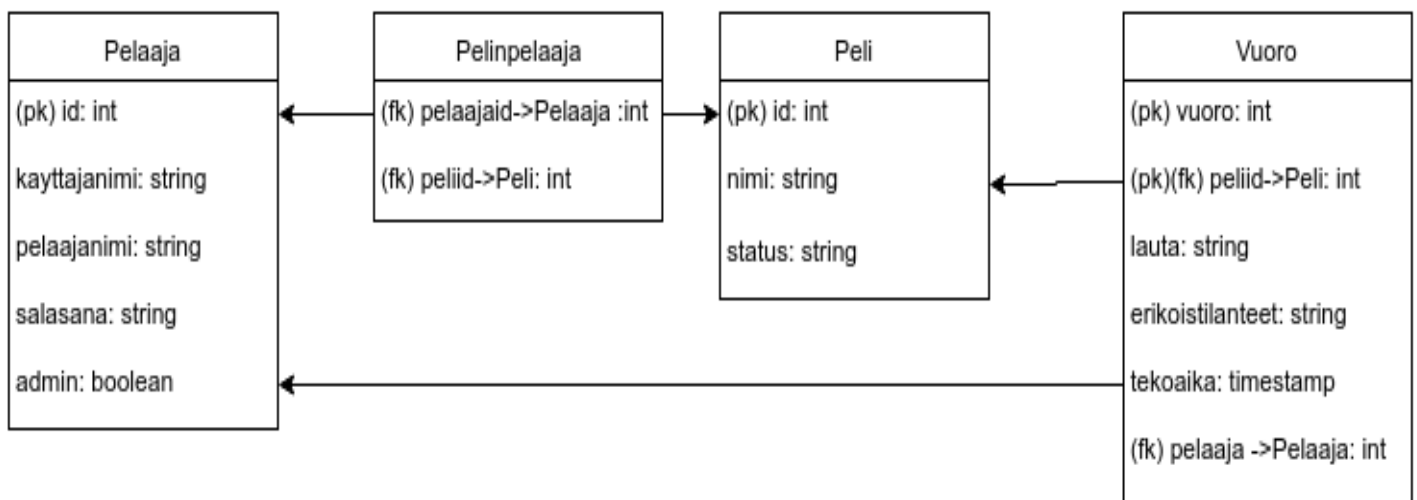 Pelaaja
(pk) id: int
kayttajanimi: string
pelaajanimi: string
salasana: string
admin: boolean
Pelinpelaaja
(fk) pelaajaid->Pelaaja :int
(fk) peliid->Peli: int
Peli
(pk) id: int
nimi: string
status: string
Vuoro
(pk) vuoro: int
(pk)(fk) peliid->Peli: int
lauta: string
erikoistilanteet: string
tekoaika: timestamp
(fk) pelaaja ->Pelaaja: int